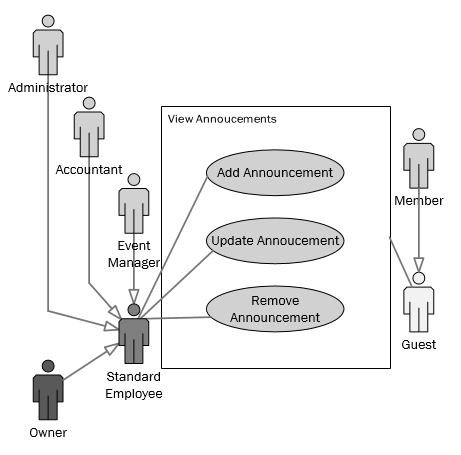 Administrator
View Annoucements
Accountant
Add Announcement
Member
Event
Manager
Update Annoucement
Remove
Announcement
Guest
Standard
Employee
Owner